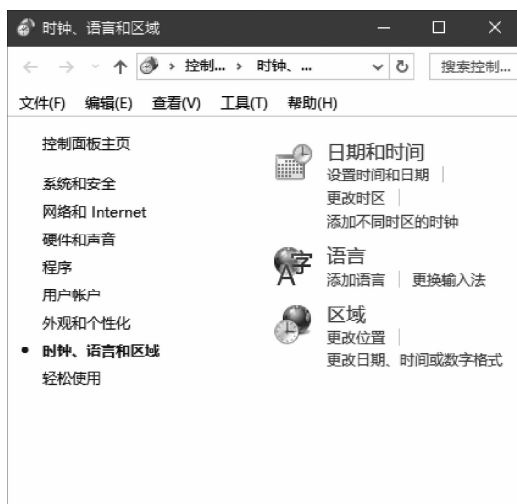 时钟、语言和区域
控制... › 时钟、... 搜索控制...
文件(F) 编辑(E) 查看(V) 工具(T) 帮助(H)
控制面板主页
系统和安全
网络和 Internet
硬件和声音
程序
用户帐户
外观和个性化
时钟、语言和区域
轻松使用
日期和时间
设置时间和日期
更改时区
添加不同时区的时钟
语言
添加语言 更换输入法
区域
更改位置
更改日期、时间或数字格式